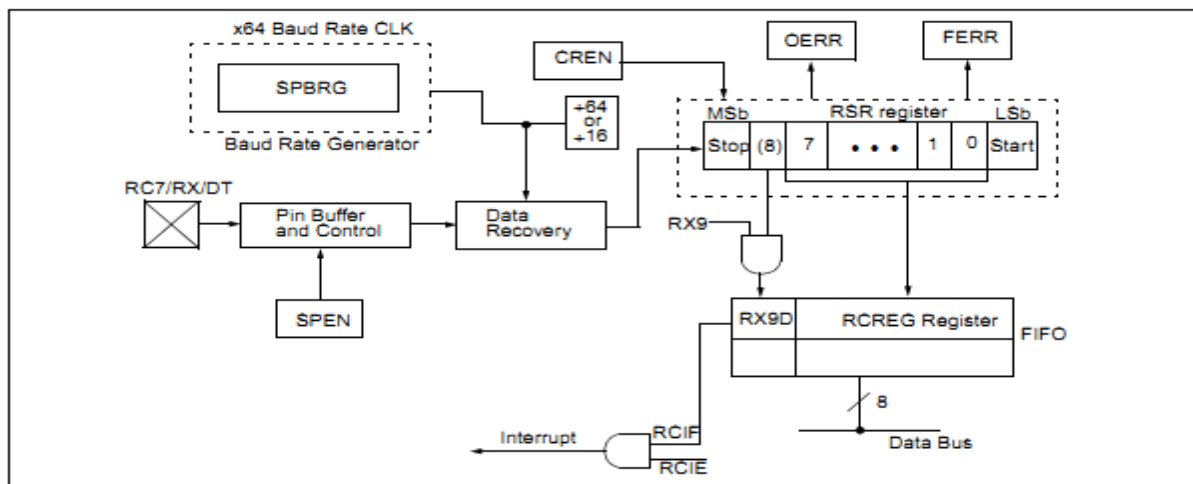 x64 Baud Rate CLK
SPBRG
Baud Rate Generator
CREN
OERR
FERR
÷64
or
÷16
MSb
RSR register
LSb
Stop
(8)
7
• • •
1
0
Start
RC7/RX/DT
Pin Buffer
and Control
Data
Recovery
RX9
SPEN
RX9D
RCREG Register
FIFO
8
Data Bus
Interrupt
RCIF
RCIE